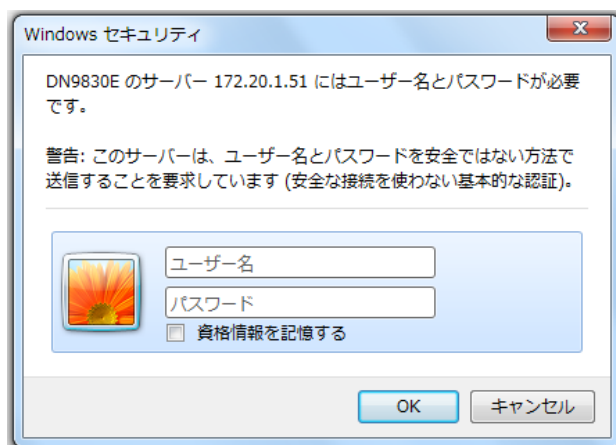 Windows セキュリティ
DN9830E のサーバー 172.20.1.51 にはユーザー名とパスワードが必要
です。
警告: このサーバーは、ユーザー名とパスワードを安全ではない方法で
送信することを要求しています (安全な接続を使わない基本的な認証)。
ユーザー名
パスワード
資格情報を記憶する
OK
キャンセル